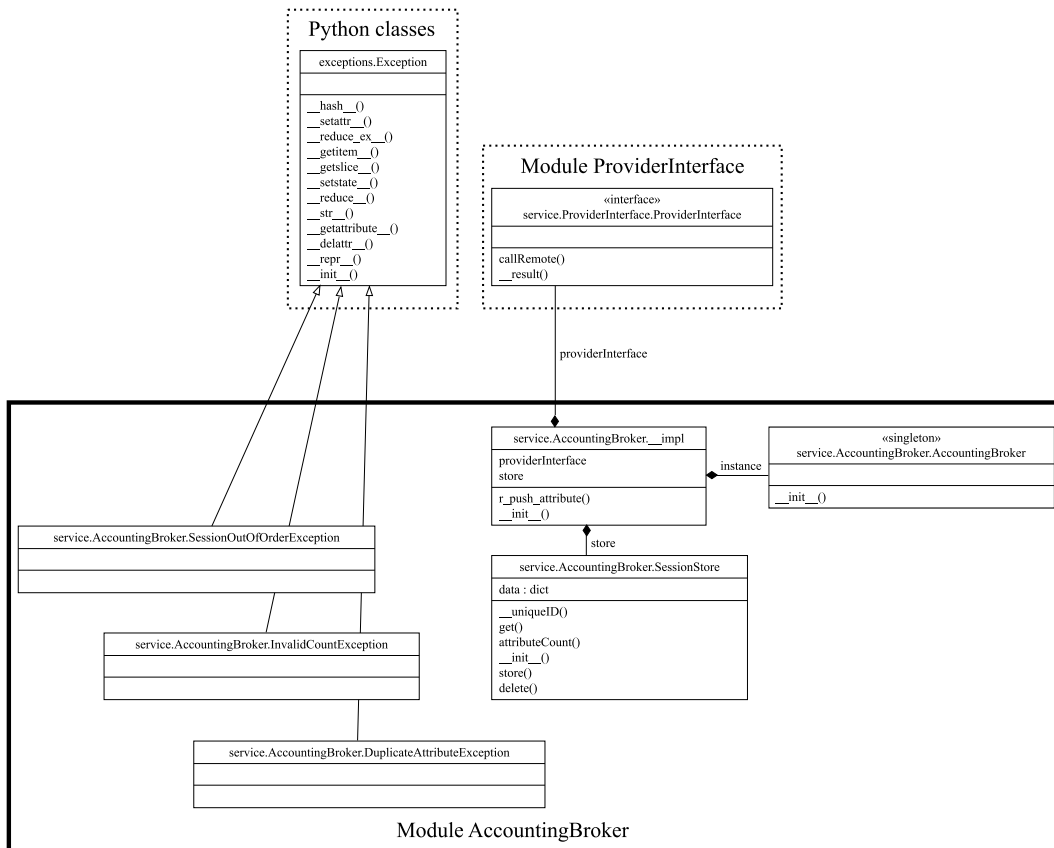 Python classes
exceptions.Exception
__hash__()
__setattr__()
__reduce_ex__()
__getitem__()
__getslice__()
__setstate__()
__reduce__()
__str__()
__getattribute__()
__delattr__()
__repr__()
__init__()
Module ProviderInterface
«interface»
service.ProviderInterface.ProviderInterface
callRemote()
__result()
providerInterface
service.AccountingBroker.__impl
providerInterface
store
r_push_attribute()
__init__()
instance
«singleton»
service.AccountingBroker.AccountingBroker
__init__()
store
service.AccountingBroker.SessionStore
data : dict
__uniqueID()
get()
attributeCount()
__init__()
store()
delete()
service.AccountingBroker.SessionOutOfOrderException
service.AccountingBroker.InvalidCountException
service.AccountingBroker.DuplicateAttributeException
Module AccountingBroker